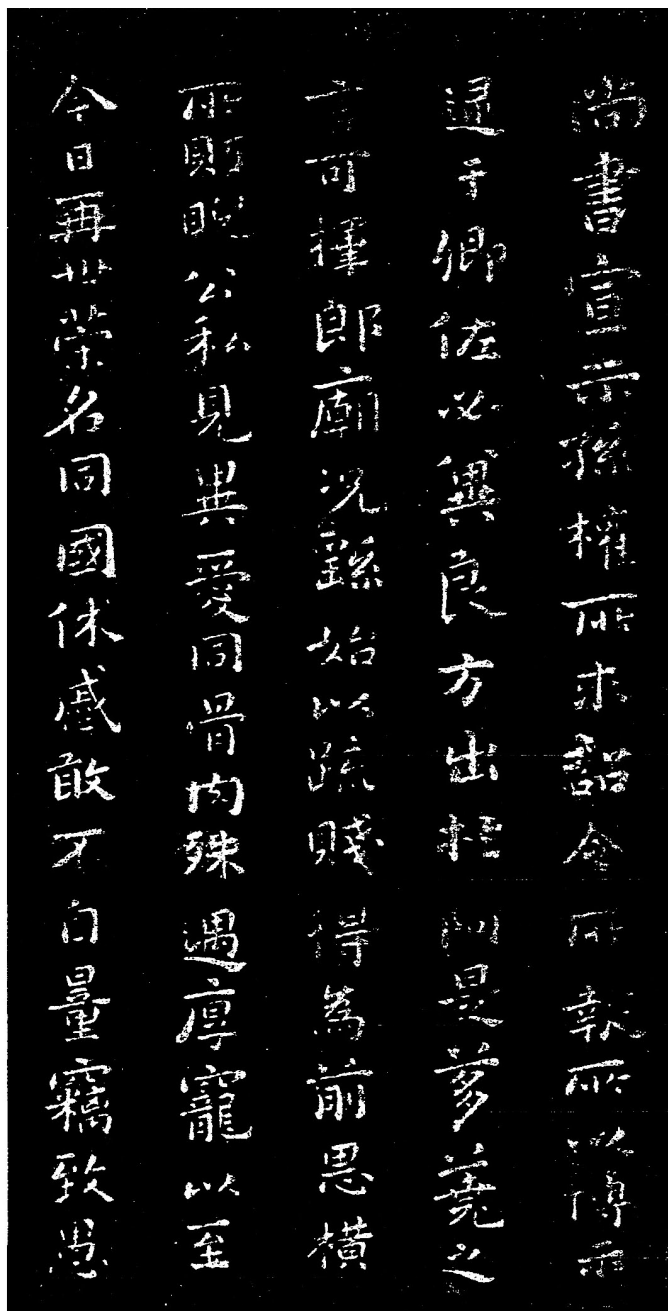 尚書宣示孫權所求詔令所報所以博示
逮于卿佐必冀良方出於阿是芻蕘之
言可擇郎廟況繇始以疏賤得為前恩橫
所盼睨公私見異愛同骨肉殊遇厚寵以至
今日再世榮名同國休慼敢不自量竊致愚